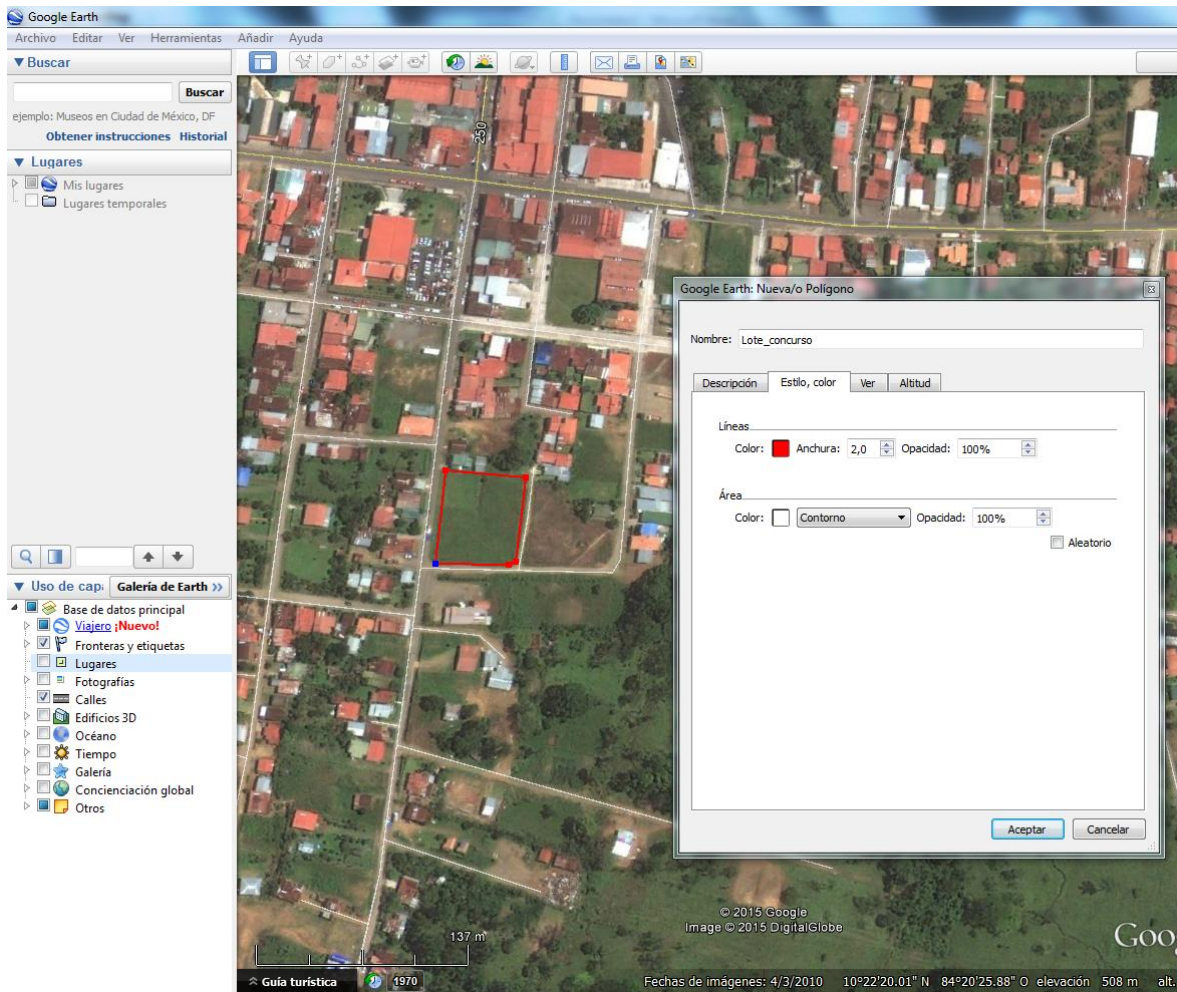 Google Earth
Archivo Editar Ver Herramientas Añadir Ayuda
▼ Buscar
Buscar
ejemplo: Museos en Ciudad de México, DF
Obtener instrucciones Historial
▼ Lugares
Mis lugares
Lugares temporales
250
Google Earth: Nueva/o Polígono
Nombre: Lote_concurso
Descripción Estilo, color Ver Altitud
Líneas
Color: Anchura: 2,0 Opacidad: 100%
Área
Color: Contorno Opacidad: 100%
Aleatorio
Aceptar Cancelar
▼ Uso de cap: Galería de Earth >>
Base de datos principal
Viajero ¡Nuevo!
Fronteras y etiquetas
Lugares
Fotografías
Calles
Edificios 3D
Océano
Tiempo
Galería
Concienciación global
Otros
© 2015 Google
Image © 2015 DigitalGlobe
Goo
137 m
Guía turística 1970 Fechas de imágenes: 4/3/2010 10°22'20.01" N 84°20'25.88" O elevación 508 m alt.